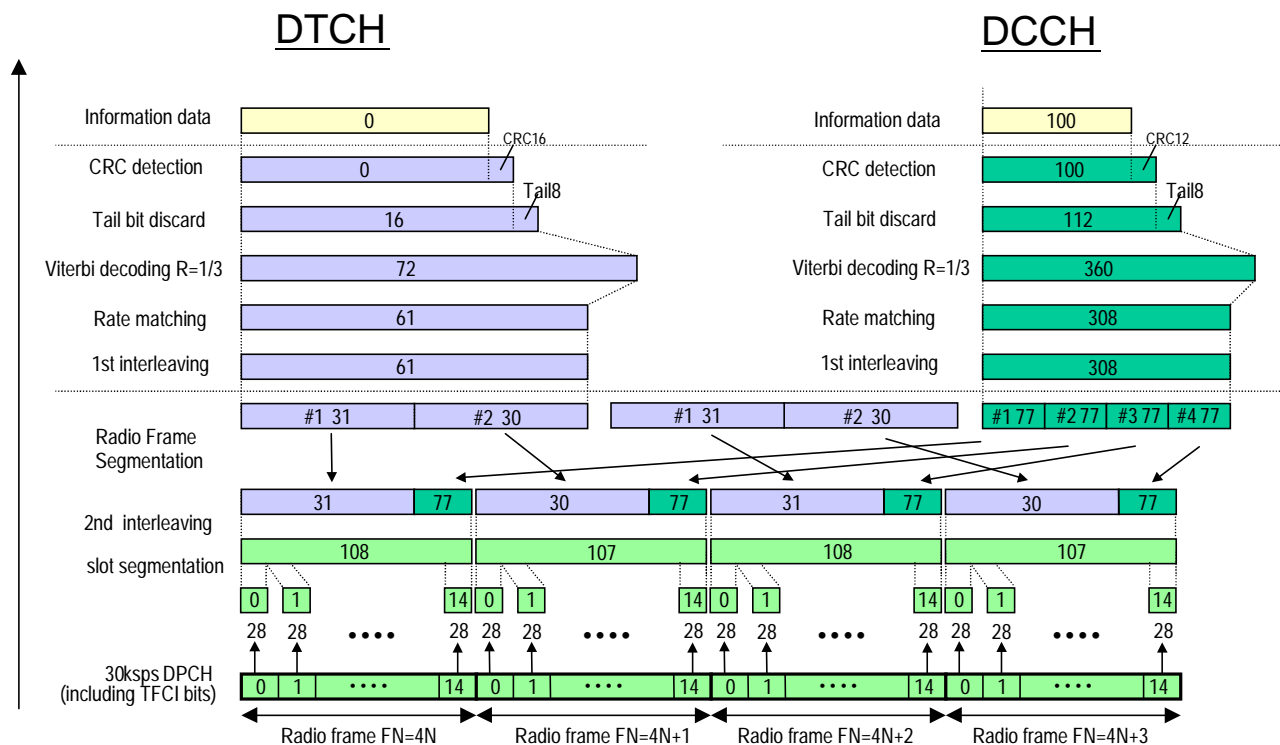 DTCH DCCH
Information data 0 Information data 100
CRC16 CRC12
CRC detection 0 CRC detection 100
Tail8 Tail8
Tail bit discard 16 Tail bit discard 112
Viterbi decoding R=1/3 72 Viterbi decoding R=1/3 360
Rate matching 61 Rate matching 308
1st interleaving 61 1st interleaving 308
#1 31 #2 30 #1 31 #2 30 #1 77 #2 77 #3 77 #4 77
Radio Frame
Segmentation
31 77 30 77 31 77 30 77
2nd interleaving
108 107 108 107
slot segmentation
0 1 14 0 1 14 0 1 14 0 1 14
28 28 •••• 28 28 28 •••• 28 28 28 •••• 28 28 28 •••• 28
30ksps DPCH
(including TFCI bits)
0 1 •••• 14 0 1 •••• 14 0 1 •••• 14 0 1 •••• 14
Radio frame FN=4N Radio frame FN=4N+1 Radio frame FN=4N+2 Radio frame FN=4N+3